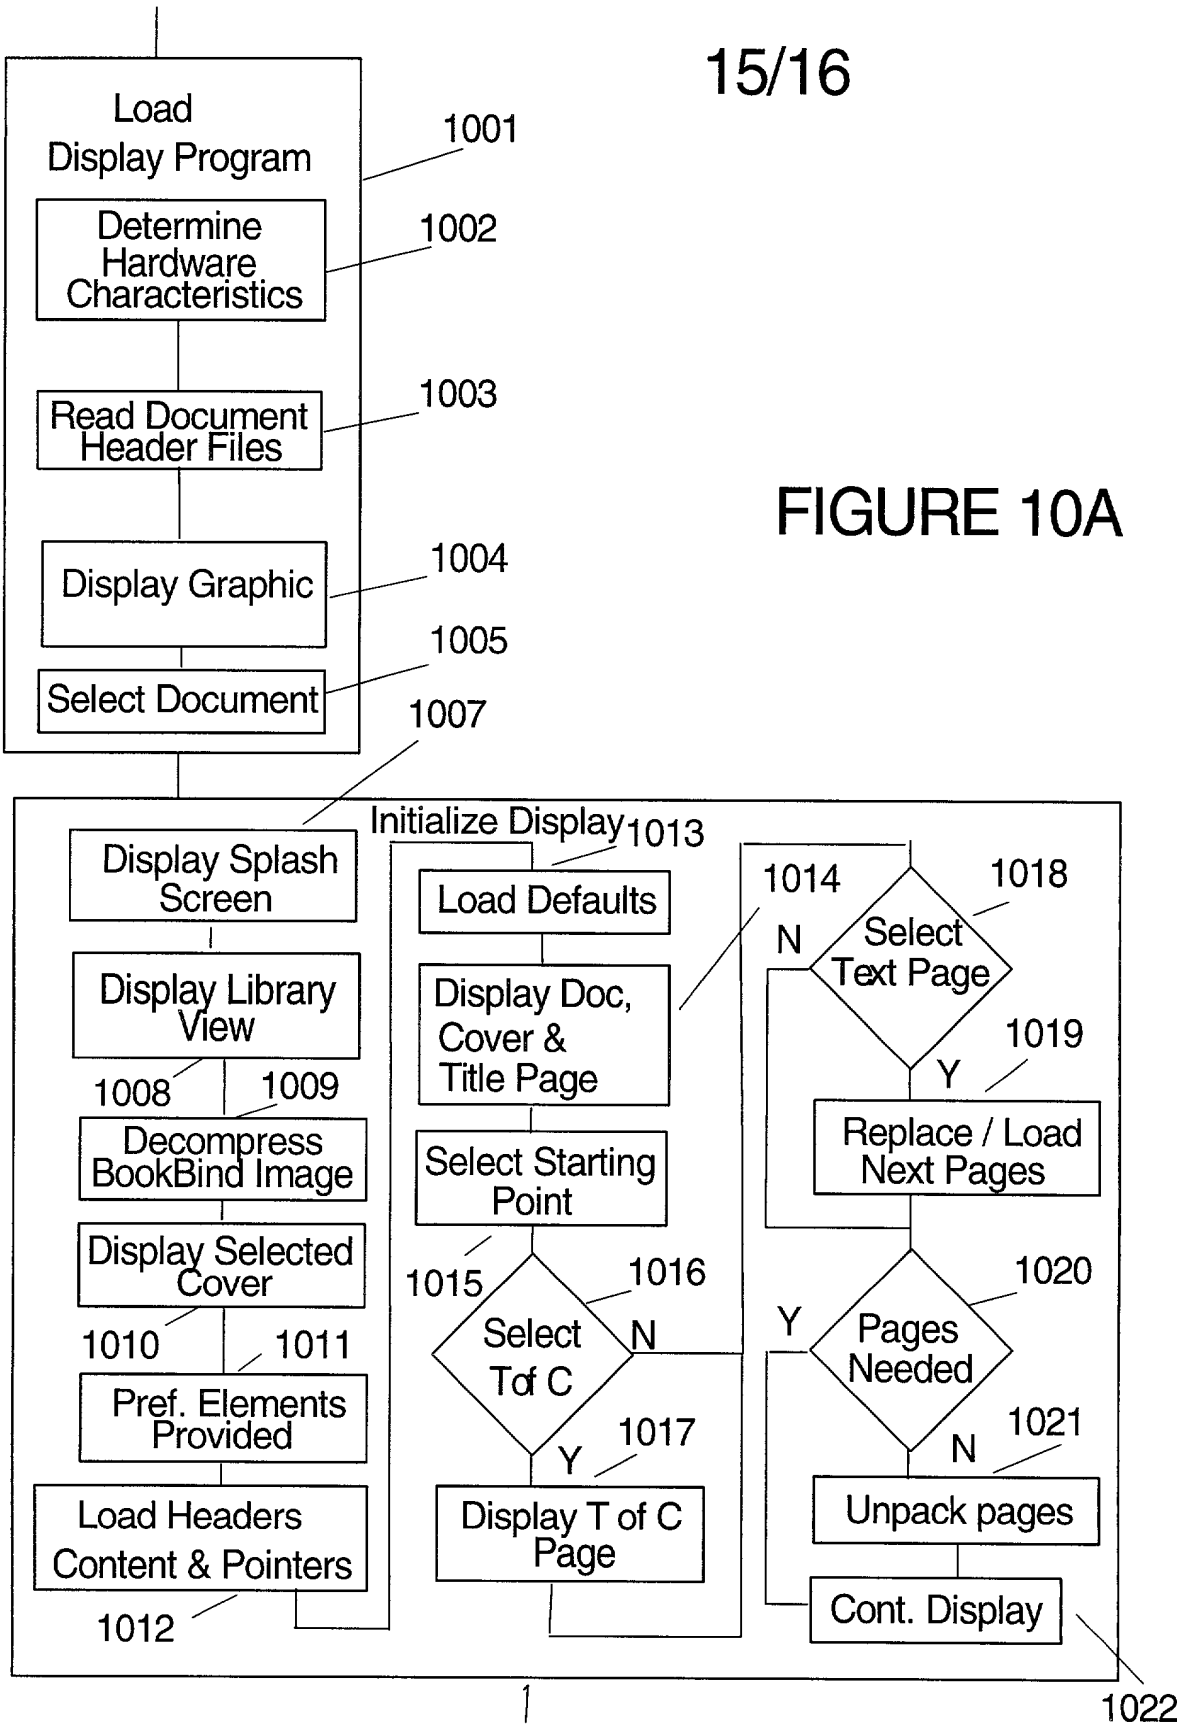 15/16
Load
Display Program
1001
Determine
Hardware
Characteristics
1002
Read Document
Header Files
1003
FIGURE 10A
Display Graphic
1004
Select Document
1005
1007
Initialize Display
Display Splash
Screen
Display Library
View
1008
1009
Decompress
BookBind Image
Display Selected
Cover
1010
1011
Pref. Elements
Provided
Load Headers
Content & Pointers
1012
1013
Load Defaults
1014
Display Doc,
Cover &
Title Page
Select Starting
Point
1015
1016
Select
Tof C
N
Y
1017
Display T of C
Page
1018
N
Select
Text Page
Y
1019
Replace / Load
Next Pages
1020
Y
Pages
Needed
N
1021
Unpack pages
Cont. Display
1022